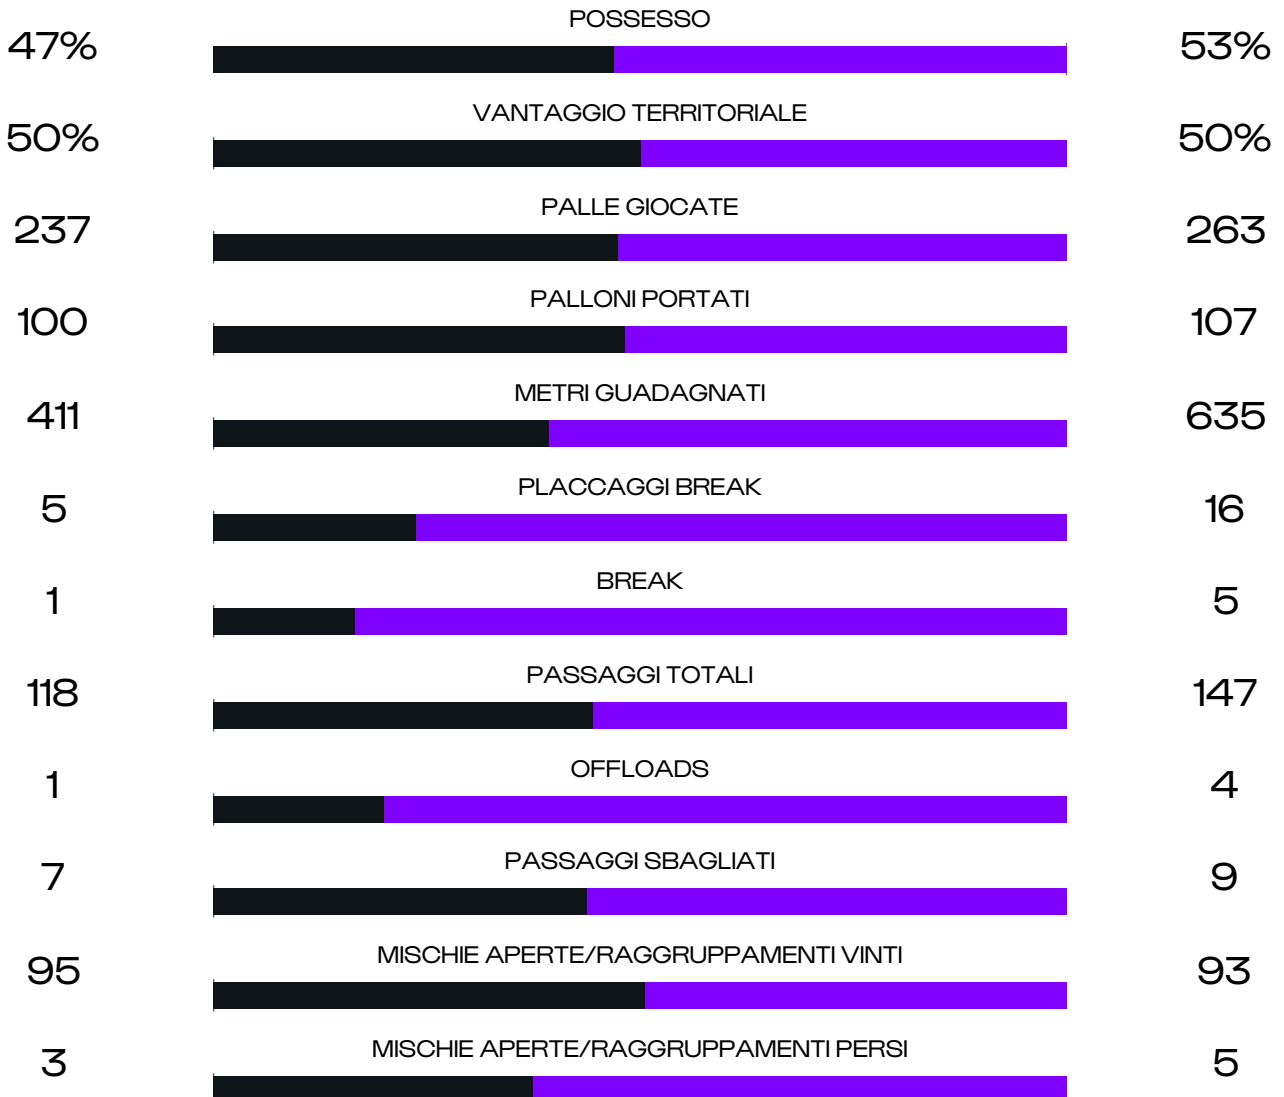 POSSESSO
47%
53%
VANTAGGIO TERRITORIALE
50%
50%
PALLE GIOCATE
237
263
PALLONI PORTATI
100
107
METRI GUADAGNATI
411
635
PLACCAGGI BREAK
5
16
BREAK
1
5
PASSAGGI TOTALI
118
147
OFFLOADS
1
4
PASSAGGI SBAGLIATI
7
9
MISCHIE APERTE/RAGGRUPPAMENTI VINTI
95
93
MISCHIE APERTE/RAGGRUPPAMENTI PERSI
3
5